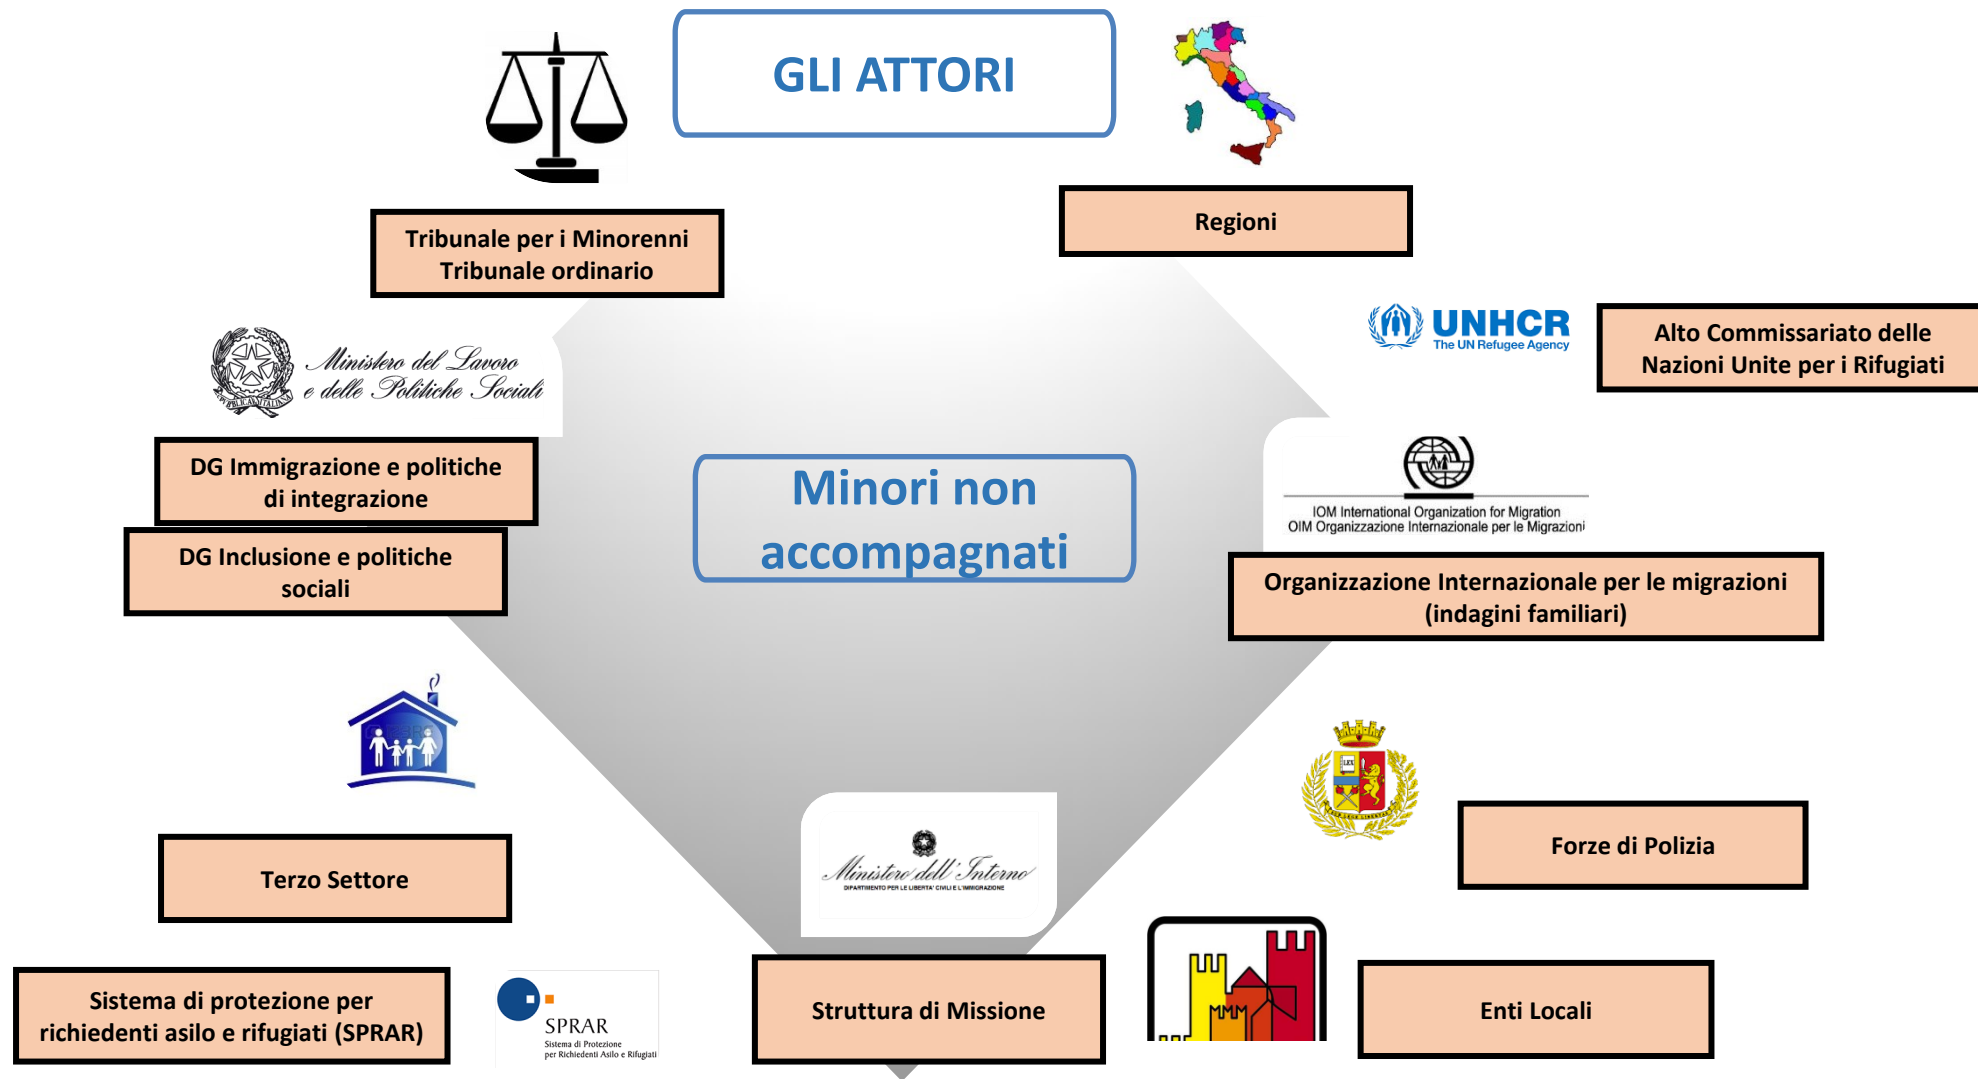 GLI ATTORI
Tribunale per i Minorenni
Tribunale ordinario
Regioni
UNHCR
The UN Refugee Agency
Alto Commissariato delle
Nazioni Unite per i Rifugiati
Ministero del Lavoro
e delle Politiche Sociali
DG Immigrazione e politiche
di integrazione
DG Inclusione e politiche
sociali
Minori non
accompagnati
IOM International Organization for Migration
OIM Organizzazione Internazionale per le Migrazioni
Organizzazione Internazionale per le migrazioni
(indagini familiari)
Terzo Settore
Ministero dell'Interno
DIPARTIMENTO PER LE LIBERTA' CIVILI E L'IMMIGRAZIONE
LEX
SUB LEGE LIBERTAS
Forze di Polizia
Sistema di protezione per
richiedenti asilo e rifugiati (SPRAR)
SPRAR
Sistema di Protezione
per Richiedenti Asilo e Rifugiati
Struttura di Missione
Enti Locali